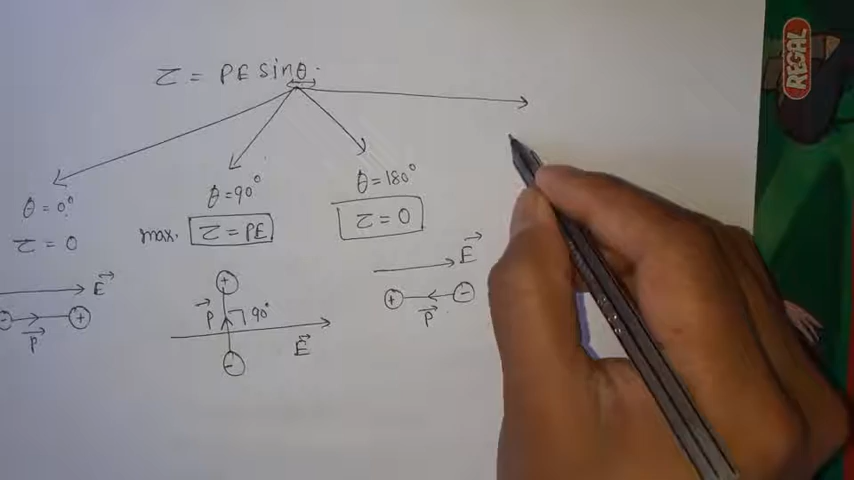 τ = PE sinθ.
θ = 0°
τ = 0
E
P
- +
θ = 90°
max. τ = PE
+
P 90°
E
-
θ = 180°
τ = 0
E
+ -
P
REGAL